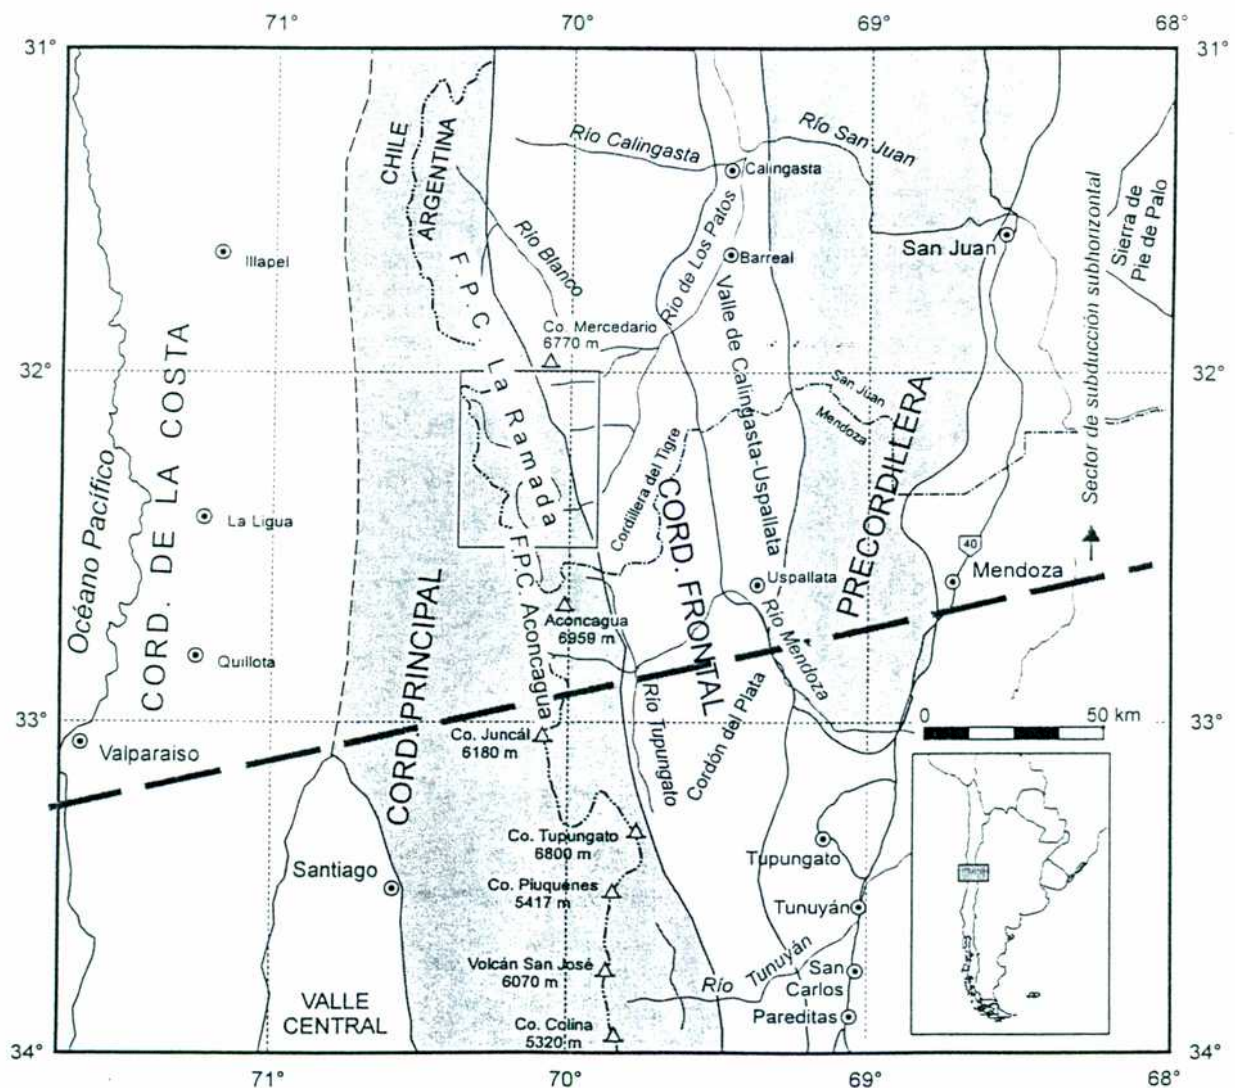 71° 70° 69° 68°
31° 31°
CHILE
ARGENTINA
Río Calingasta
Río San Juan
Calingasta
Illapel
F.P.C. La Ramada
Río Blanco
Río de Los Patos
Barreal
San Juan
Sierra de
Pie de Palo
Sector de subducción subhorizontal
Co. Mercedario
6770 m
Valle de Calingasta-Uspallata
32° 32°
San Juan
Mendoza
Océano Pacífico
CORD. DE LA COSTA
Cordillera del Tigre
CORD. FRONTAL
PRECORDILLERA
La Ligua
40
Mendoza
Uspallata
F.P.C. Aconcagua
Aconcagua
6959 m
CORD. PRINCIPAL
Río Mendoza
Quillota
Río Tupungato
Cordón del Plata
33° 33°
0 50 km
Valparaiso
Co. Juncál
6180 m
Co. Tupungato
6800 m
Tupungato
Santiago
Co. Piuquenes
5417 m
Tunuyán
Volcán San José
6070 m
Río Tunuyán
San
Carlos
VALLE
CENTRAL
Pareditas
Co. Colina
5320 m
34° 34°
71° 70° 69° 68°